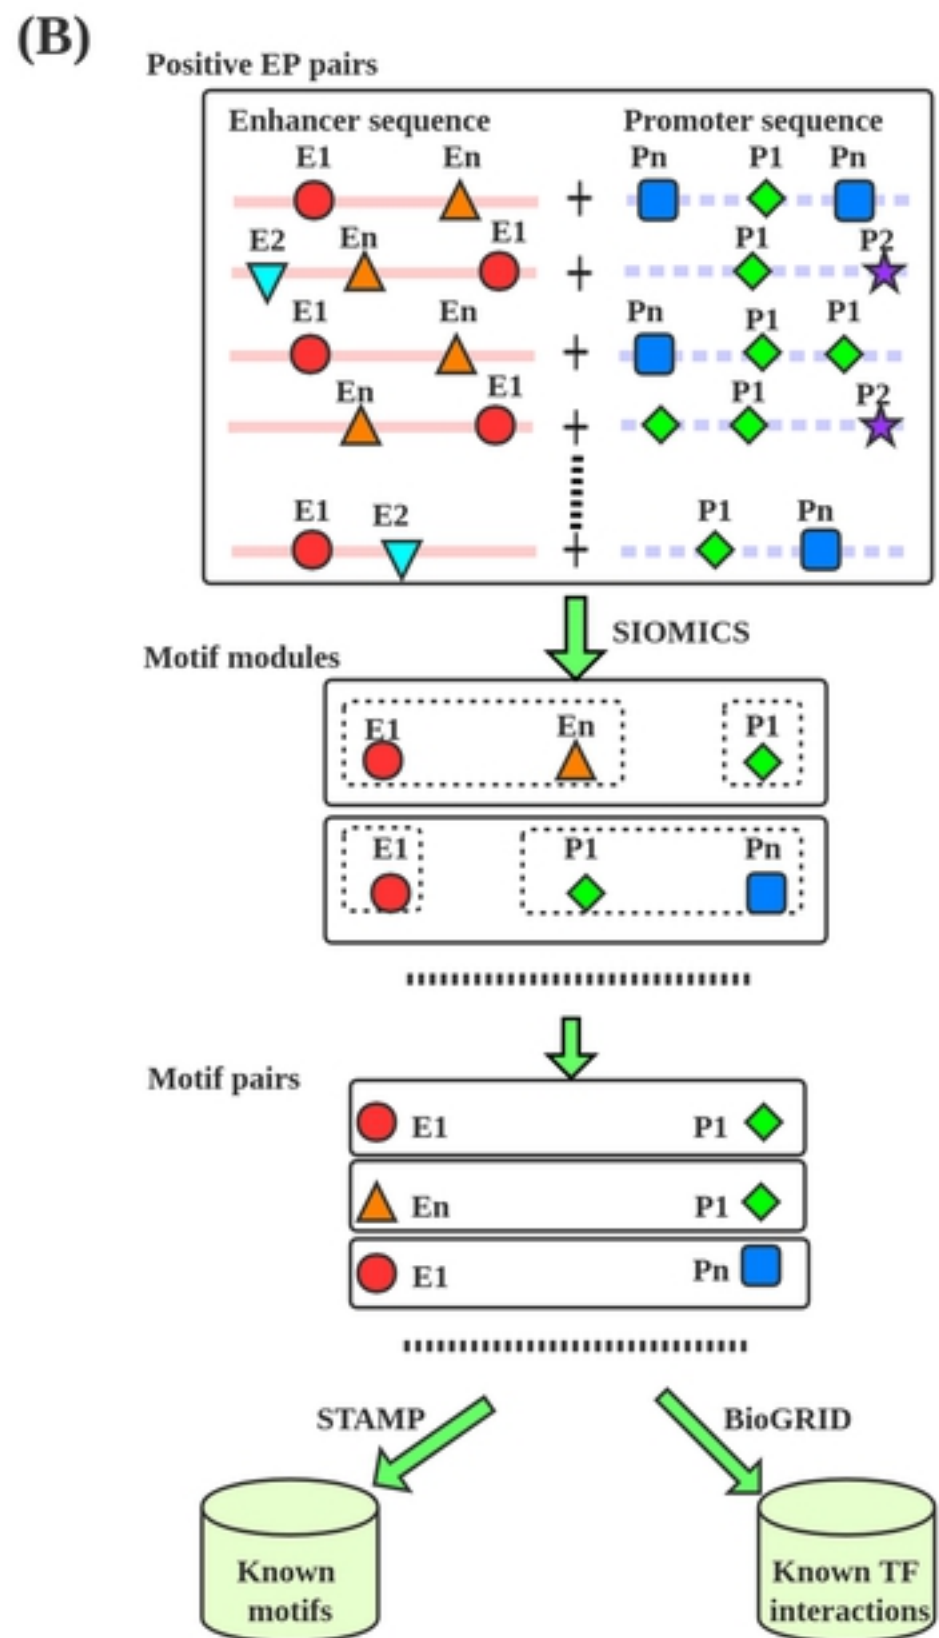 (B)
Positive EP pairs
Enhancer sequence Promoter sequence
E1 En Pn P1 Pn
+
E2 En E1 P1 P2
+
E1 En Pn P1 P1
+
En E1 P1 P2
+
E1 E2 P1 Pn
+
SIOMICS
Motif modules
E1 En P1
E1 P1 Pn
Motif pairs
E1 P1
En P1
E1 Pn
STAMP BioGRID
Known Known TF
motifs interactions